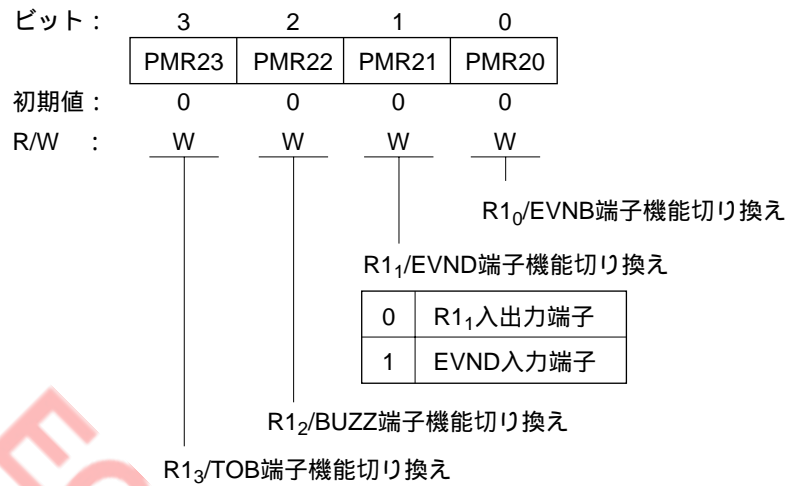 ビット： 3 2 1 0
PMR23 PMR22 PMR21 PMR20
初期値： 0 0 0 0
R/W ： W W W W
R1₀/EVNB端子機能切り換え
R1₁/EVND端子機能切り換え
0 R1₁入出力端子
1 EVND入力端子
R1₂/BUZZ端子機能切り換え
R1₃/TOB端子機能切り換え